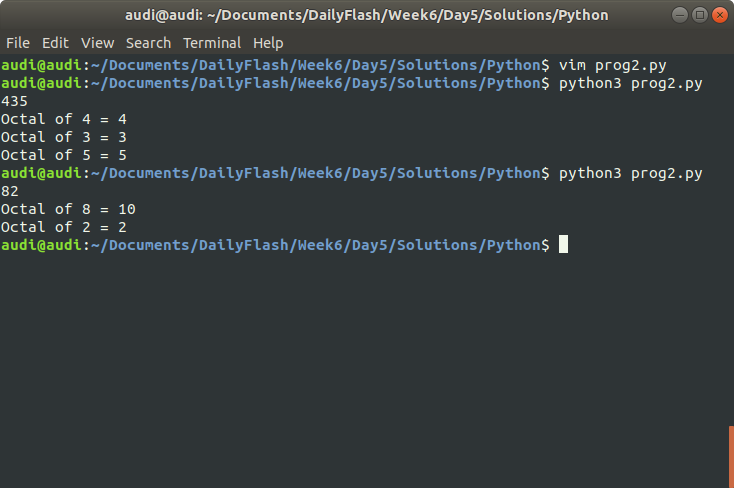 audi@audi: ~/Documents/DailyFlash/Week6/Day5/Solutions/Python
File Edit View Search Terminal Help
audi@audi:~/Documents/DailyFlash/Week6/Day5/Solutions/Python$ vim prog2.py
audi@audi:~/Documents/DailyFlash/Week6/Day5/Solutions/Python$ python3 prog2.py
435
Octal of 4 = 4
Octal of 3 = 3
Octal of 5 = 5
audi@audi:~/Documents/DailyFlash/Week6/Day5/Solutions/Python$ python3 prog2.py
82
Octal of 8 = 10
Octal of 2 = 2
audi@audi:~/Documents/DailyFlash/Week6/Day5/Solutions/Python$